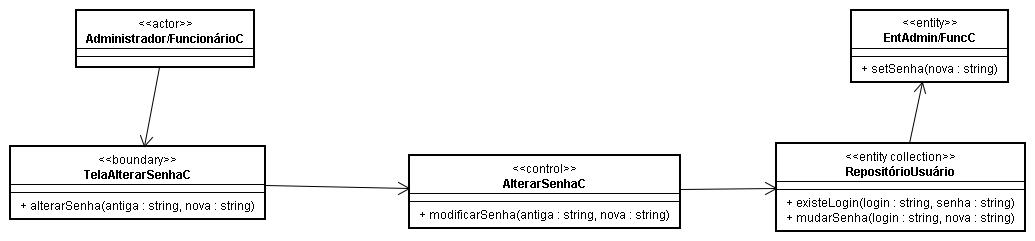 <<actor>>
Administrador/FuncionárioC
<<entity>>
EntAdmin/FuncC
+ setSenha(nova : string)
<<boundary>>
TelaAlterarSenhaC
+ alterarSenha(antiga : string, nova : string)
<<control>>
AlterarSenhaC
+ modificarSenha(antiga : string, nova : string)
<<entity collection>>
RepositórioUsuário
+ existeLogin(login : string, senha : string)
+ mudarSenha(login : string, nova : string)